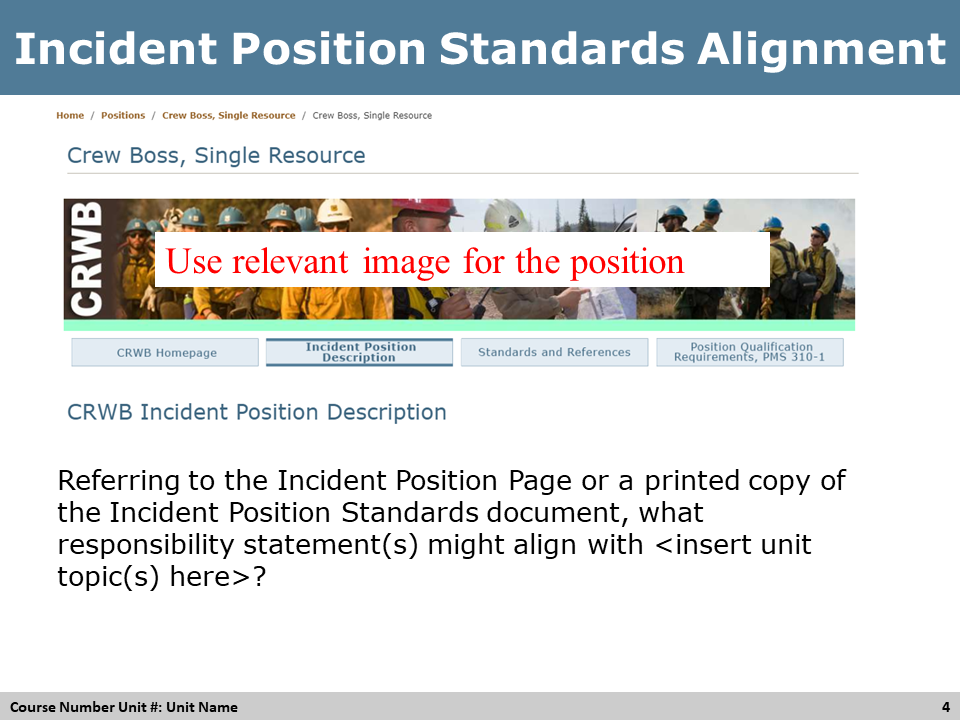 Incident Position Standards Alignment
Home / Positions / Crew Boss, Single Resource / Crew Boss, Single Resource
Crew Boss, Single Resource
CRWB
Use relevant image for the position
CRWB Homepage
Incident Position
Description
Standards and References
Position Qualification
Requirements, PMS 310-1
CRWB Incident Position Description
Referring to the Incident Position Page or a printed copy of
the Incident Position Standards document, what
responsibility statement(s) might align with <insert unit
topic(s) here>?
Course Number Unit #: Unit Name
4